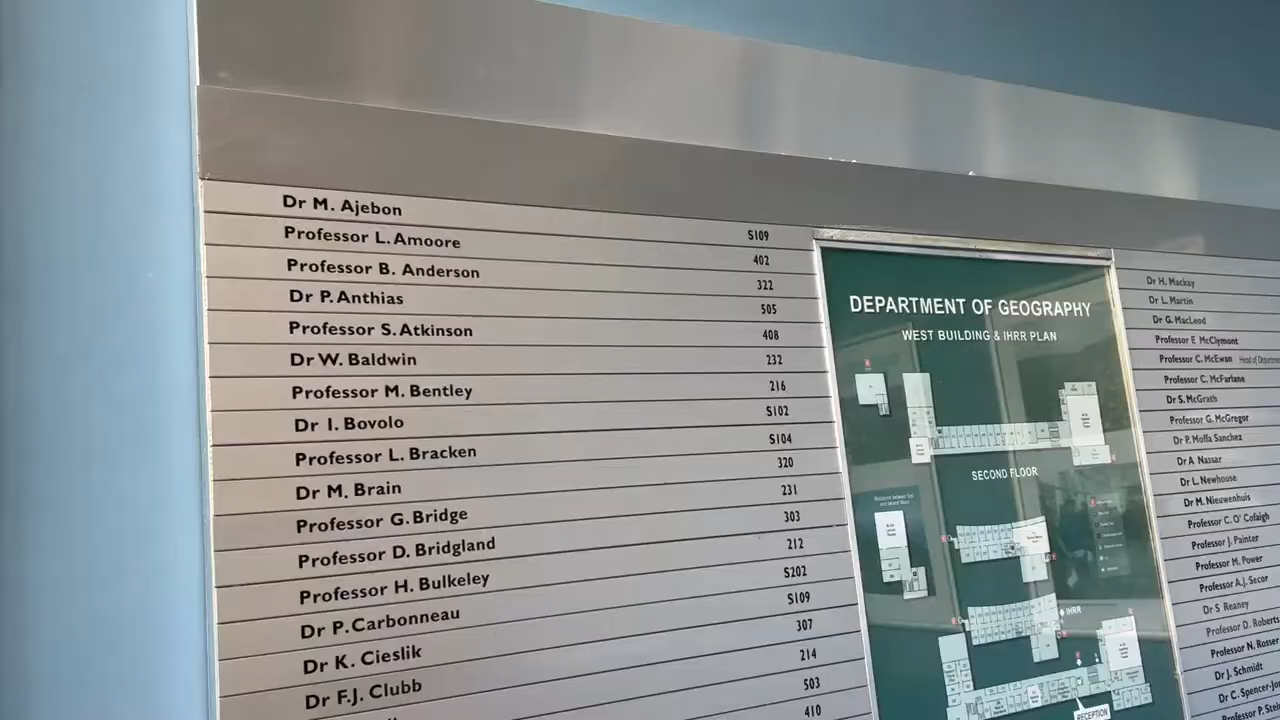 Dr M. Ajebon S109
Professor L. Amoore 402
Professor B. Anderson 322
Dr P. Anthias 505
Professor S. Atkinson 408
Dr W. Baldwin 232
Professor M. Bentley 216
Dr I. Bovolo S102
Professor L. Bracken S104
Dr M. Brain 320
Professor G. Bridge 231
Professor D. Bridgland 303
Professor H. Bulkeley 212
Dr P. Carbonneau S202
Dr K. Cieslik S109
Dr F.J. Clubb 307
214
503
410
DEPARTMENT OF GEOGRAPHY
WEST BUILDING & IHRR PLAN
SECOND FLOOR
IHRR
RECEPTION
Dr H. Mackay
Dr L. Martin
Dr G. MacLeod
Professor E McClymont
Professor C. McEwan Head of Department
Professor C. McFarlane
Dr S. McGrath
Professor G. McGregor
Dr P. Moffa Sanchez
Dr A Nassar
Dr L. Newhouse
Dr M. Nieuwenhuis
Professor C. O' Cofaigh
Professor J. Painter
Professor M. Power
Professor A.J. Secor
Dr S Reaney
Professor D. Roberts
Professor N. Rosser
Dr J. Schmidt
Dr C. Spencer-Jon
Professor P. Stein